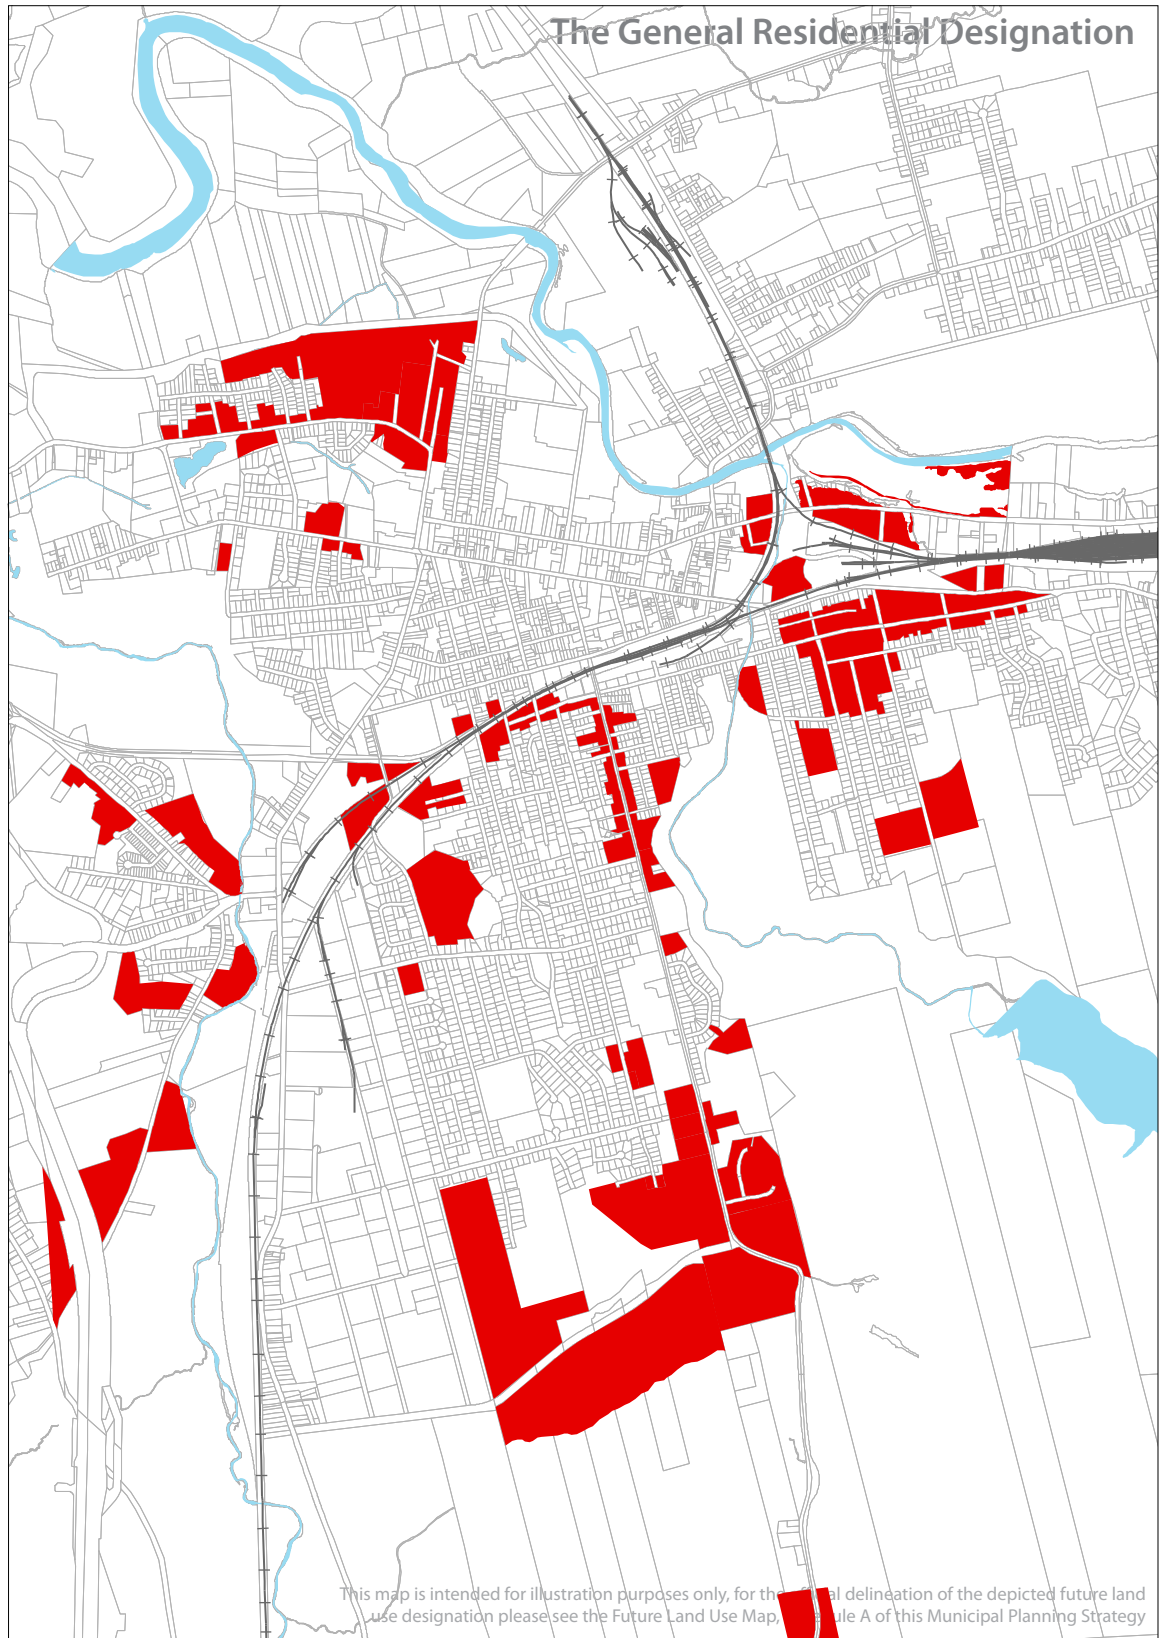 The General Residential Designation
This map is intended for illustration purposes only, for the al delineation of the depicted future land
use designation please see the Future Land Use Map, ule A of this Municipal Planning Strategy